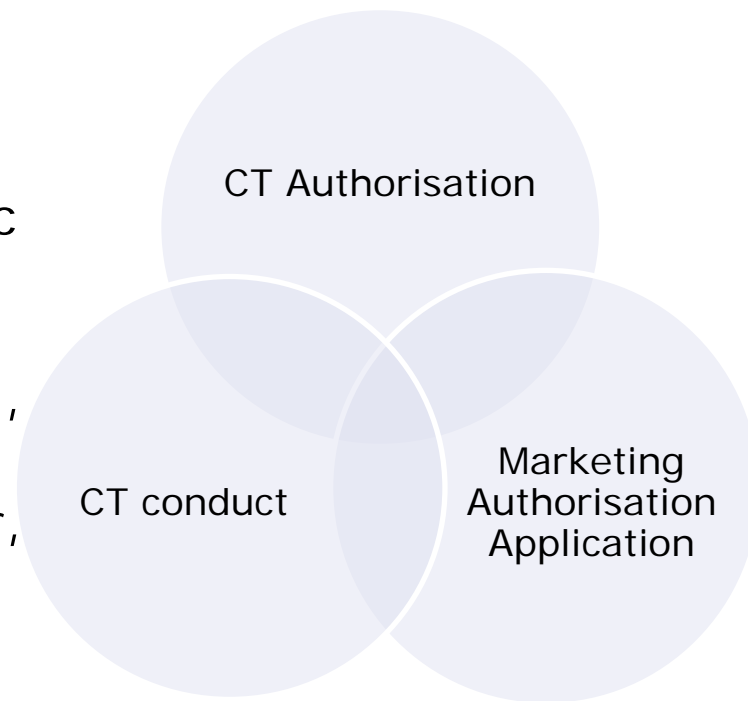 CT Authorisation
c
,
CT conduct
,
Marketing
Authorisation
Application